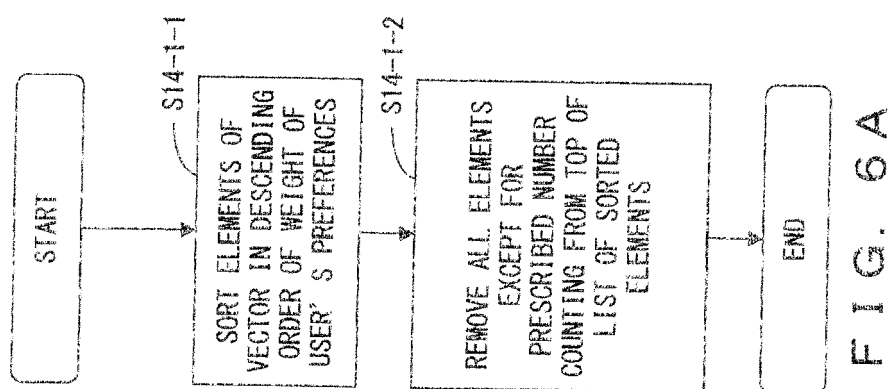 START
S14-1-1
SORT ELEMENTS OF
VECTOR IN DESCENDING
ORDER OF WEIGHT OF
USER'S PREFERENCES
S14-1-2
REMOVE ALL ELEMENTS
EXCEPT FOR
PRESCRIBED NUMBER
COUNTING FROM TOP OF
LIST OF SORTED
ELEMENTS
END
FIG. 6A